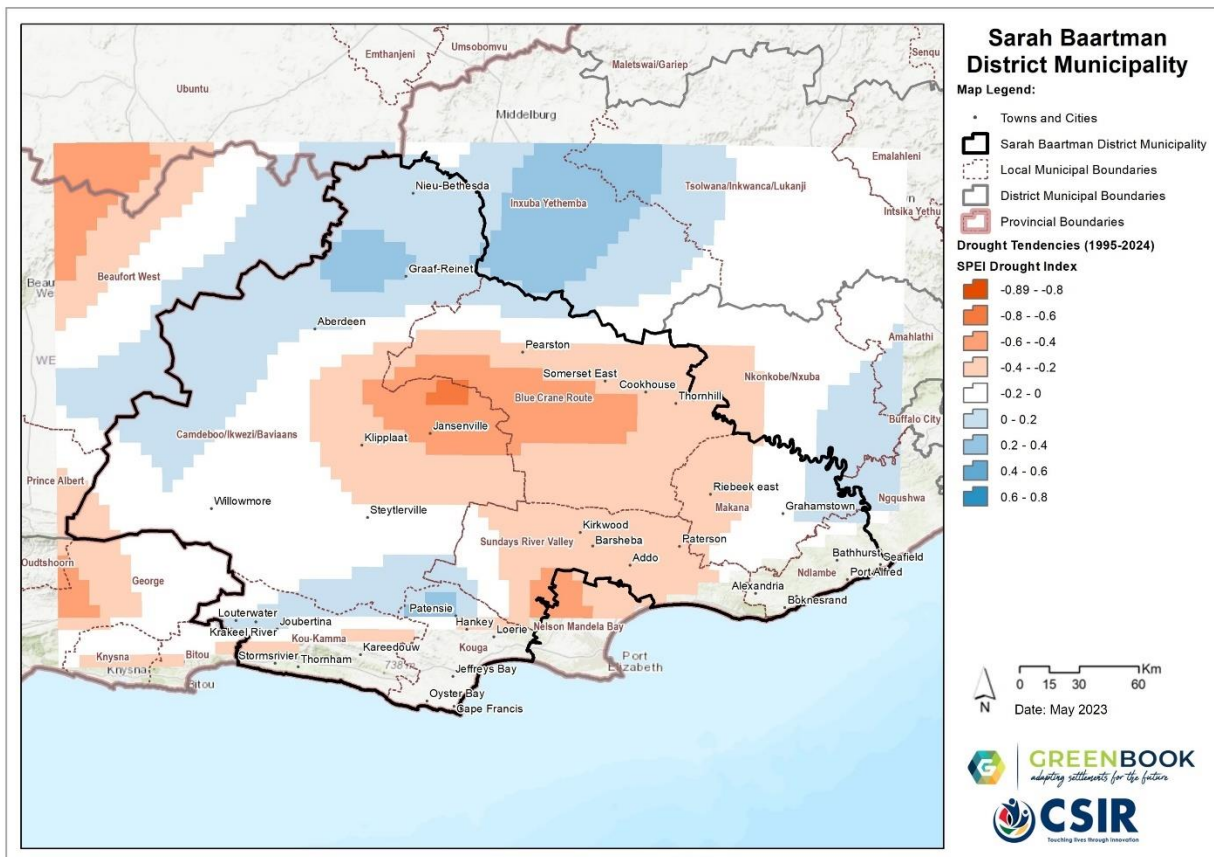 Sarah Baartman
District Municipality
Map Legend:
Towns and Cities
Sarah Baartman District Municipality
Local Municipal Boundaries
District Municipal Boundaries
Provincial Boundaries
Drought Tendencies (1995-2024)
SPEI Drought Index
-0.89 - -0.8
-0.8 - -0.6
-0.6 - -0.4
-0.4 - -0.2
-0.2 - 0
0 - 0.2
0.2 - 0.4
0.4 - 0.6
0.6 - 0.8
N
0 15 30 60 Km
Date: May 2023
G
GREENBOOK
adapting settlements for the future
CSIR
Touching lives through innovation
Emthanjeni
Umsobomvu
Senqu
Maletswai/Gariep
Ubuntu
Middelburg
Emalahleni
Tsolwana/Inkwanca/Lukanji
Nieu-Bethesda
Inxuba Yethemba
Intsika Yethu
Beaufort West
Graaf-Reinet
Aberdeen
Amahlathi
WE
Pearston
Somerset East
Cookhouse
Nkonkobe/Nxuba
Blue Crane Route
Thornhill
Buffalo City
Camdeboo/Ikwezi/Baviaans
Jansenville
Klipplaat
Prince Albert
Riebeek east
Ngqushwa
Willowmore
Makana
Grahamstown
Steytlerville
Kirkwood
Sundays River Valley
Barsheba
Paterson
Bathhurst
Seafield
Oudtshoorn
Addo
Ndlambe
Port Alfred
George
Alexandria
Boknesrand
Patensie
Louterwater
Joubertina
Hankey
Nelson Mandela Bay
Krakeel River
Loerie
Kou-Kamma
Kareedouw
Kouga
Knysna
Bitou
Stormsrivier
Thornham
738 m
Port
Elizabeth
Knysna
Jeffreys Bay
Bitou
Oyster Bay
Cape Francis